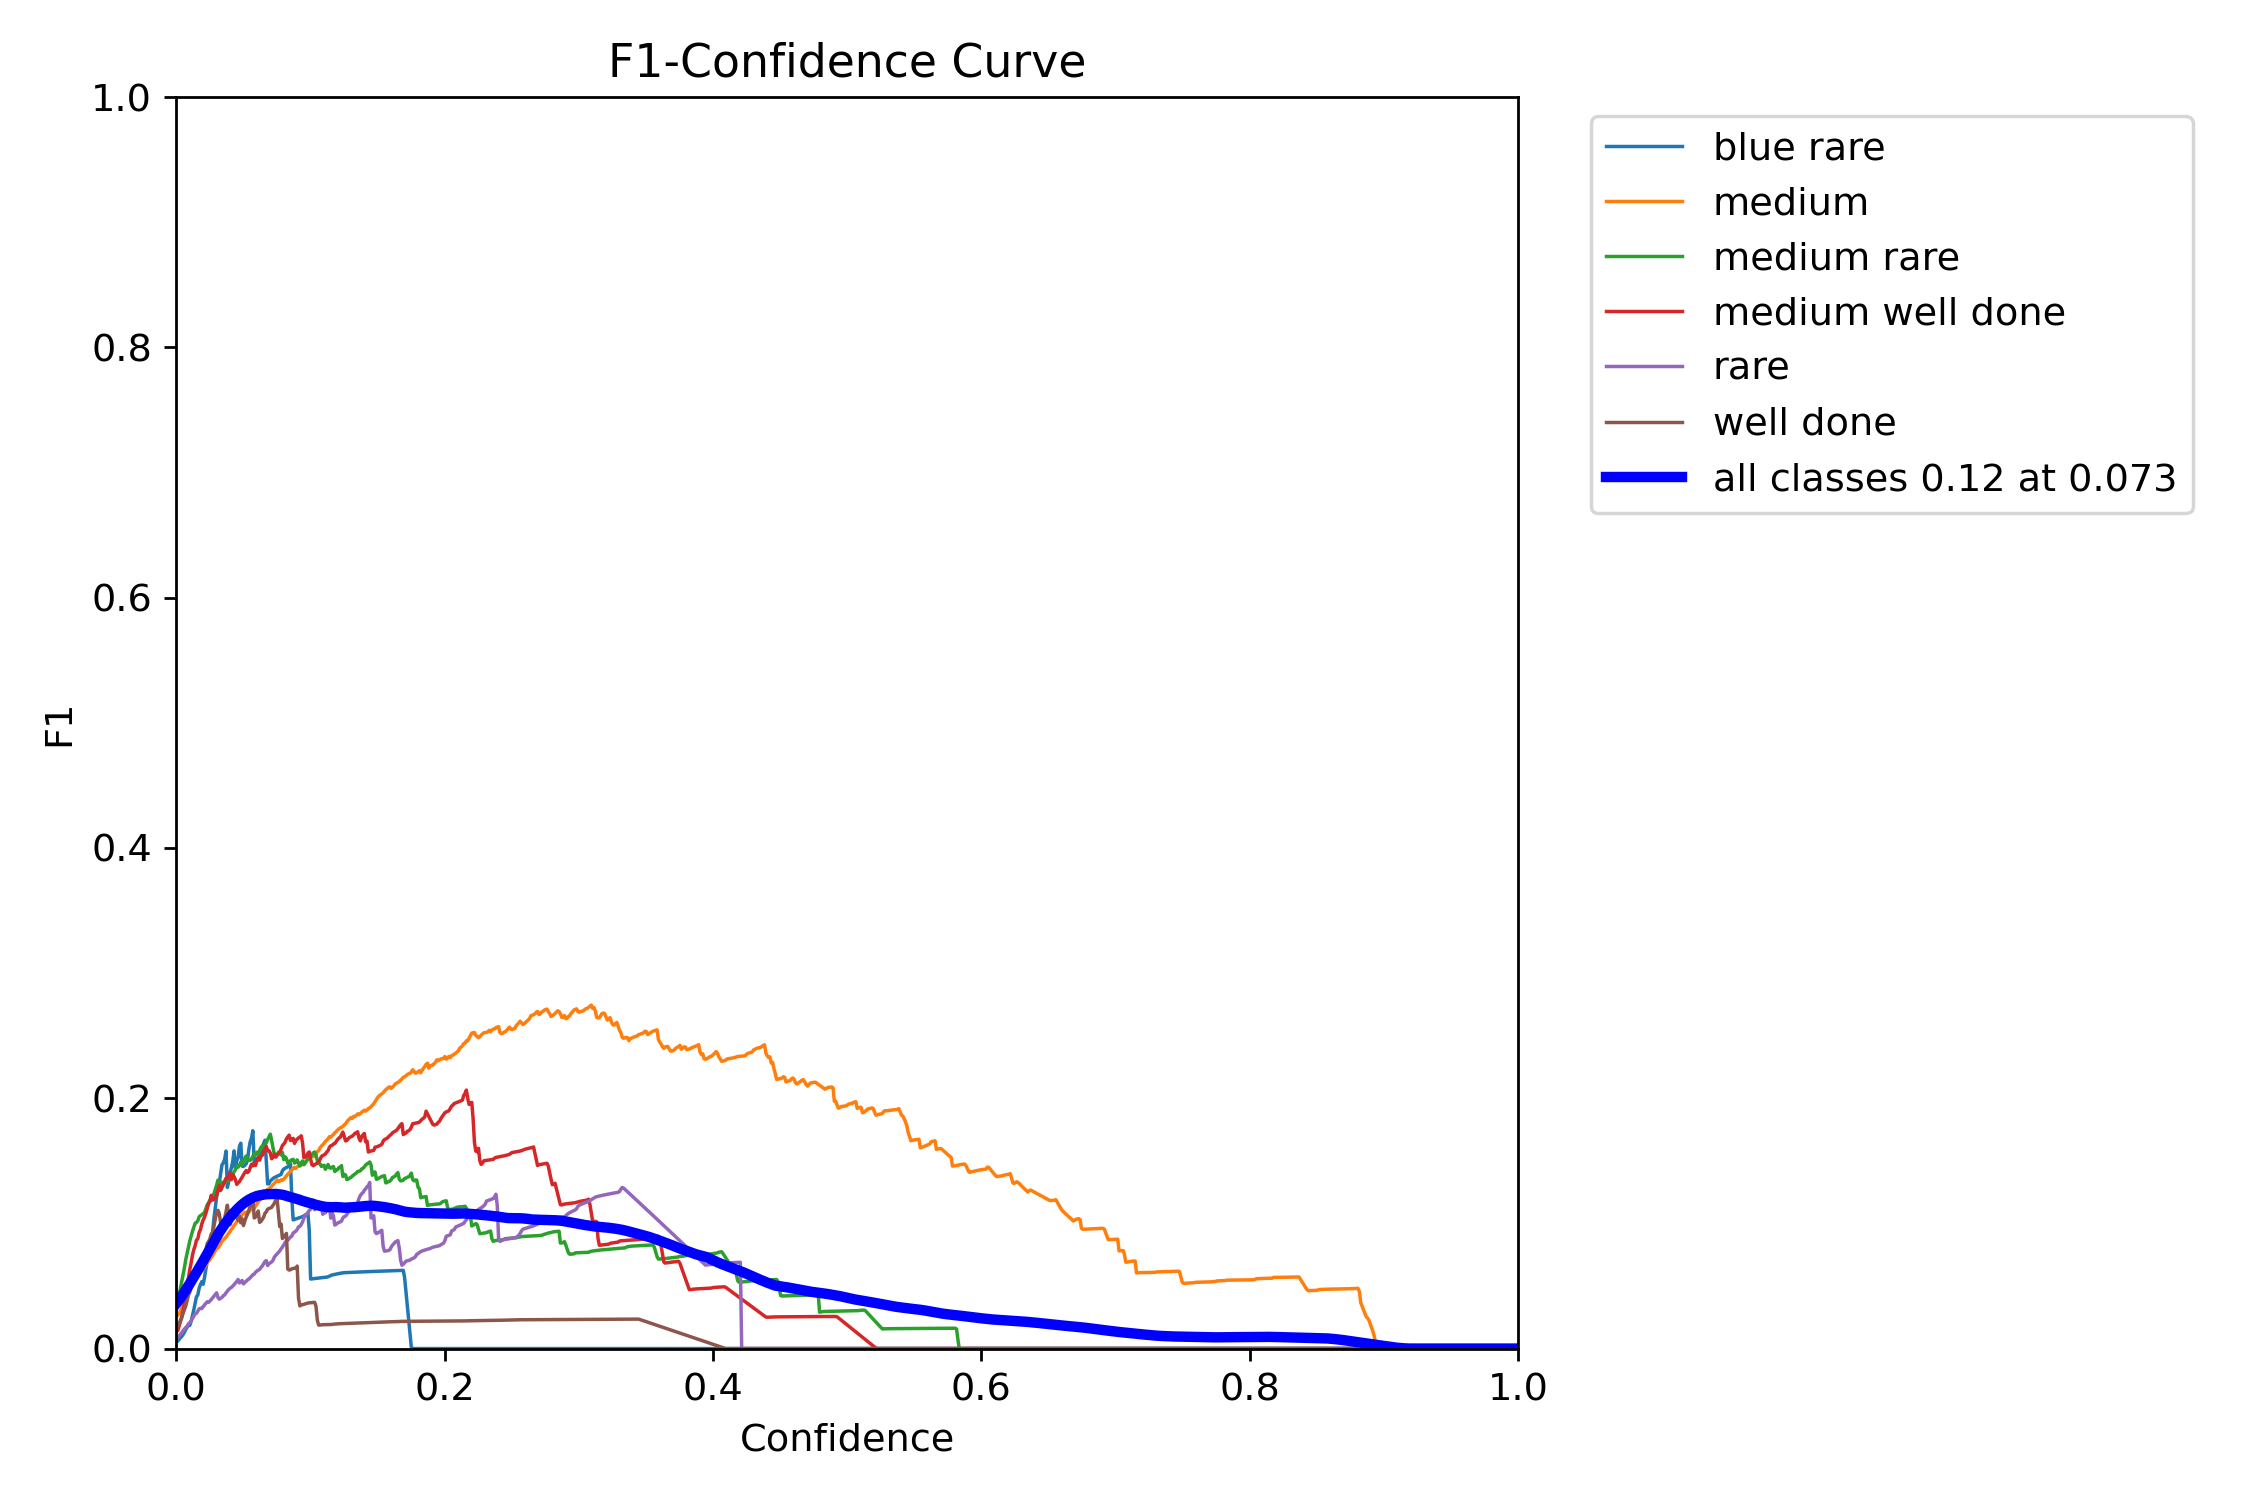 F1-Confidence Curve
1.0
0.8
0.6
0.4
0.2
0.0
F1
0.0 0.2 0.4 0.6 0.8 1.0
Confidence
blue rare
medium
medium rare
medium well done
rare
well done
all classes 0.12 at 0.073